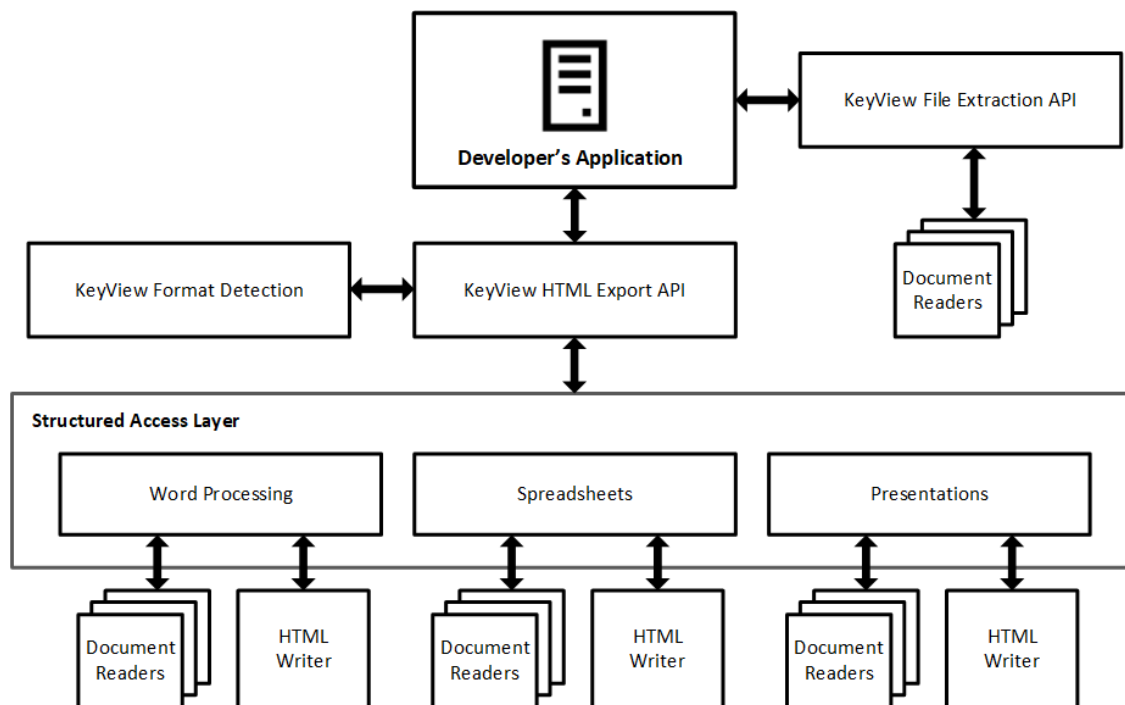 KeyView File Extraction API
Developer’s Application
KeyView Format Detection
KeyView HTML Export API
Document
Readers
Structured Access Layer
Word Processing
Spreadsheets
Presentations
Document
Readers
HTML
Writer
Document
Readers
HTML
Writer
Document
Readers
HTML
Writer